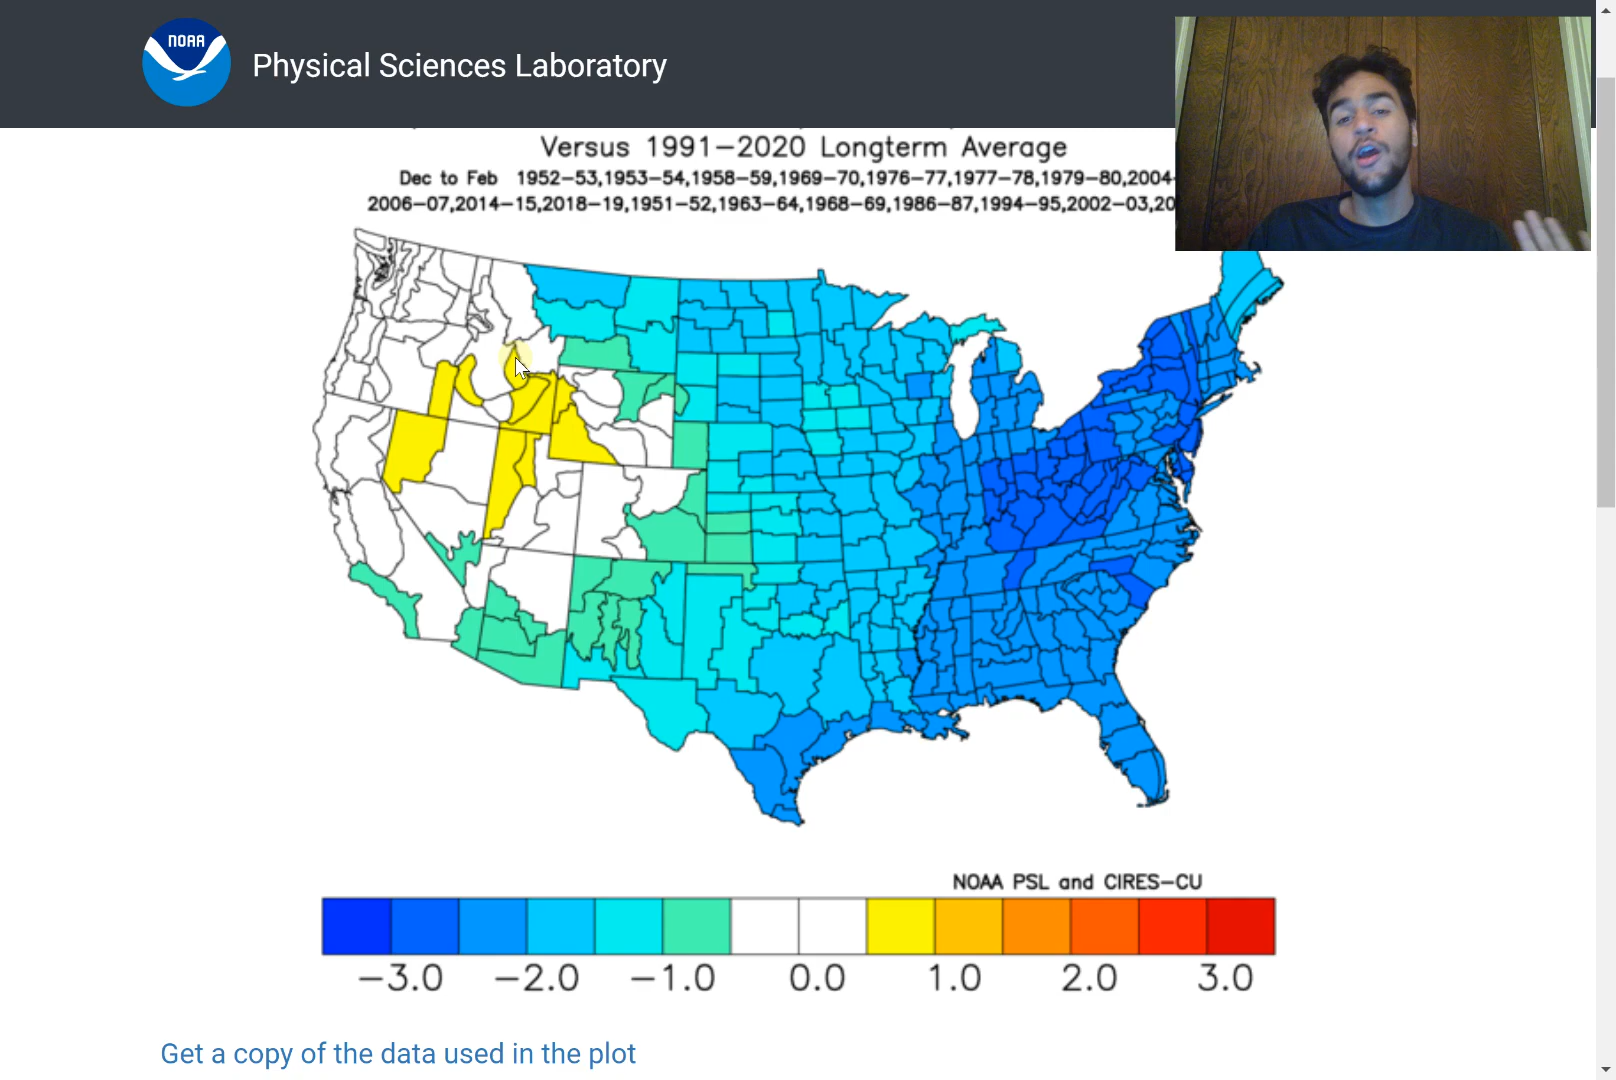 NOAA
Physical Sciences Laboratory
Versus 1991-2020 Longterm Average
Dec to Feb 1952-53,1953-54,1958-59,1969-70,1976-77,1977-78,1979-80,2004-
2006-07,2014-15,2018-19,1951-52,1963-64,1968-69,1986-87,1994-95,2002-03,20
NOAA PSL and CIRES-CU
-3.0 -2.0 -1.0 0.0 1.0 2.0 3.0
Get a copy of the data used in the plot